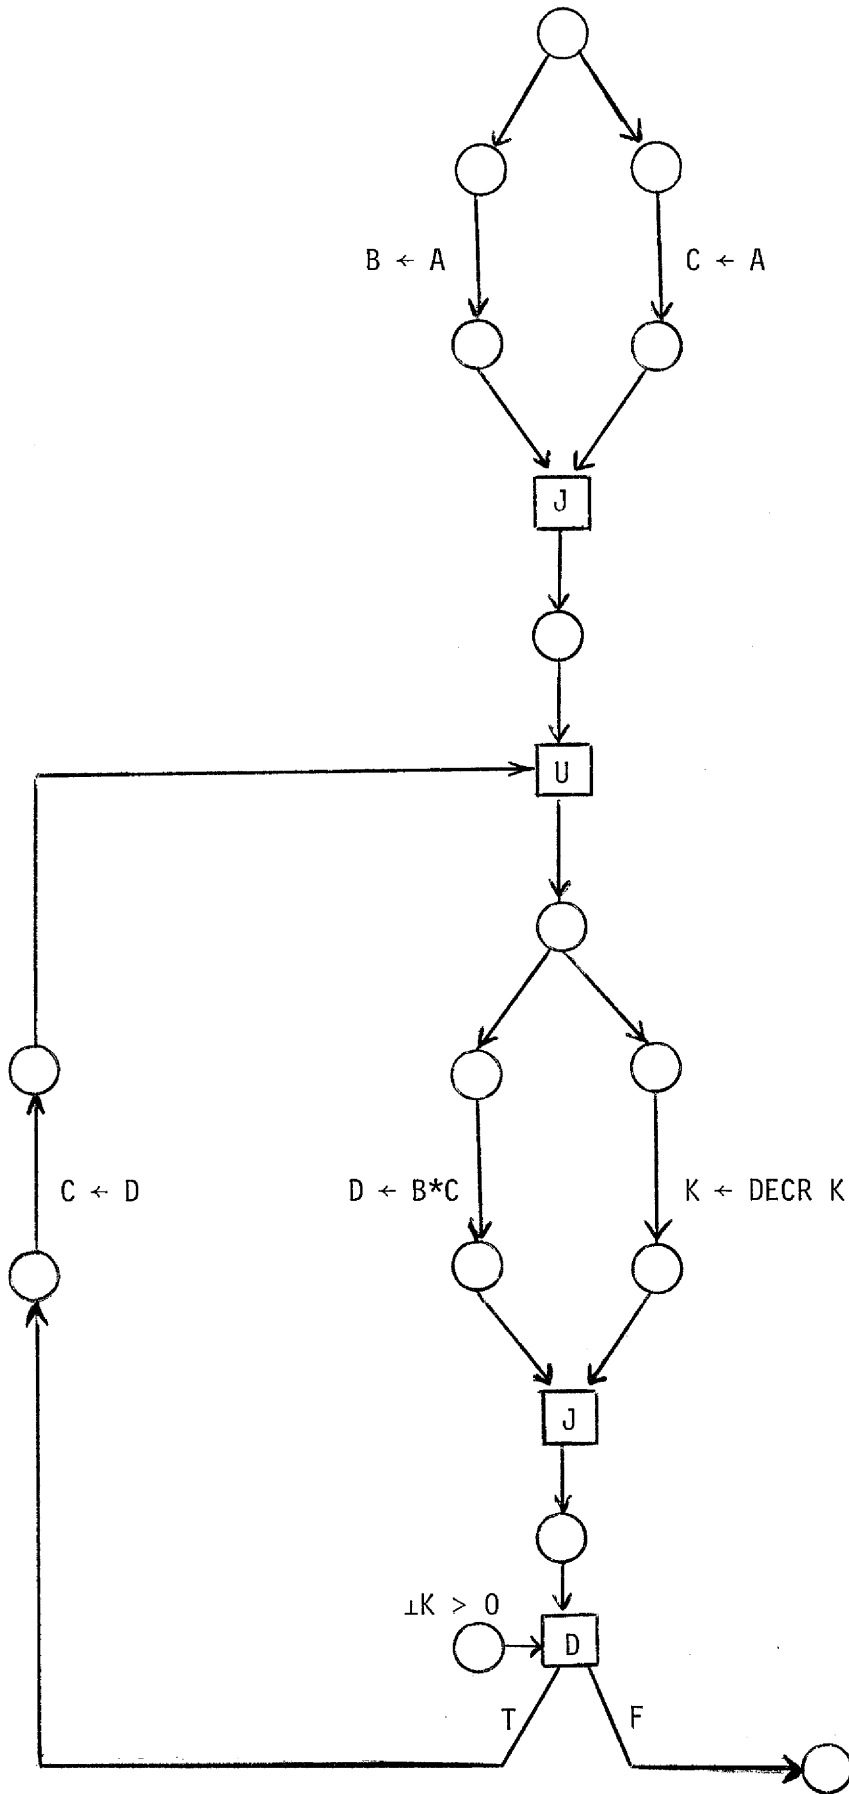 B ← A
C ← A
J
U
C ← D
D ← B*C
K ← DECR K
J
⊥K > 0
D
T
F